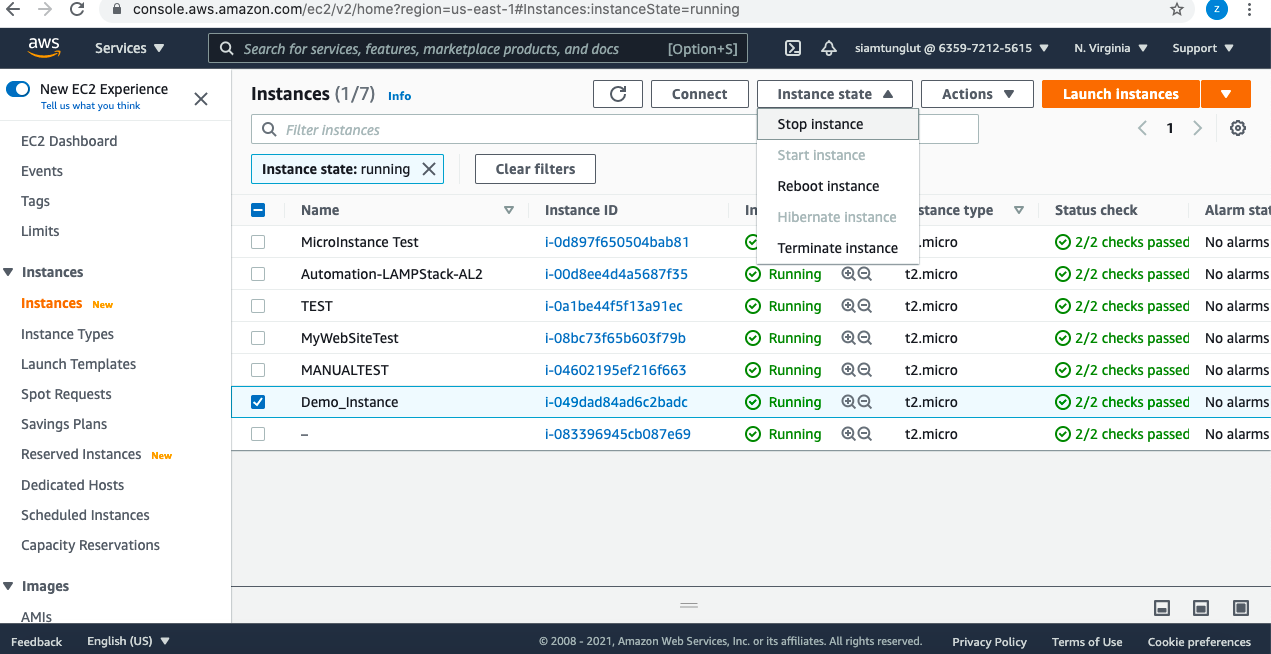 console.aws.amazon.com/ec2/v2/home?region=us-east-1#Instances:instanceState=running
z
aws
Services
Search for services, features, marketplace products, and docs [Option+S]
siamtunglut @ 6359-7212-5615
N. Virginia
Support
New EC2 Experience
Tell us what you think
EC2 Dashboard
Events
Tags
Limits
Instances
Instances New
Instance Types
Launch Templates
Spot Requests
Savings Plans
Reserved Instances New
Dedicated Hosts
Scheduled Instances
Capacity Reservations
Images
AMIs
Instances (1/7) Info
Connect
Instance state
Actions
Launch instances
Filter instances
1
Stop instance
Start instance
Reboot instance
Hibernate instance
Terminate instance
Instance state: running
Clear filters
Name Instance ID Status check
MicroInstance Test i-0d897f650504bab81 2/2 checks passed No alarms
Automation-LAMPStack-AL2 i-00d8ee4d4a5687f35 Running t2.micro 2/2 checks passed No alarms
TEST i-0a1be44f5f13a91ec Running t2.micro 2/2 checks passed No alarms
MyWebSiteTest i-08bc73f65b603f79b Running t2.micro 2/2 checks passed No alarms
MANUALTEST i-04602195ef216f663 Running t2.micro 2/2 checks passed No alarms
Demo_Instance i-049dad84ad6c2badc Running t2.micro 2/2 checks passed No alarms
– i-083396945cb087e69 Running t2.micro 2/2 checks passed No alarms
Feedback English (US) © 2008 - 2021, Amazon Web Services, Inc. or its affiliates. All rights reserved. Privacy Policy Terms of Use Cookie preferences